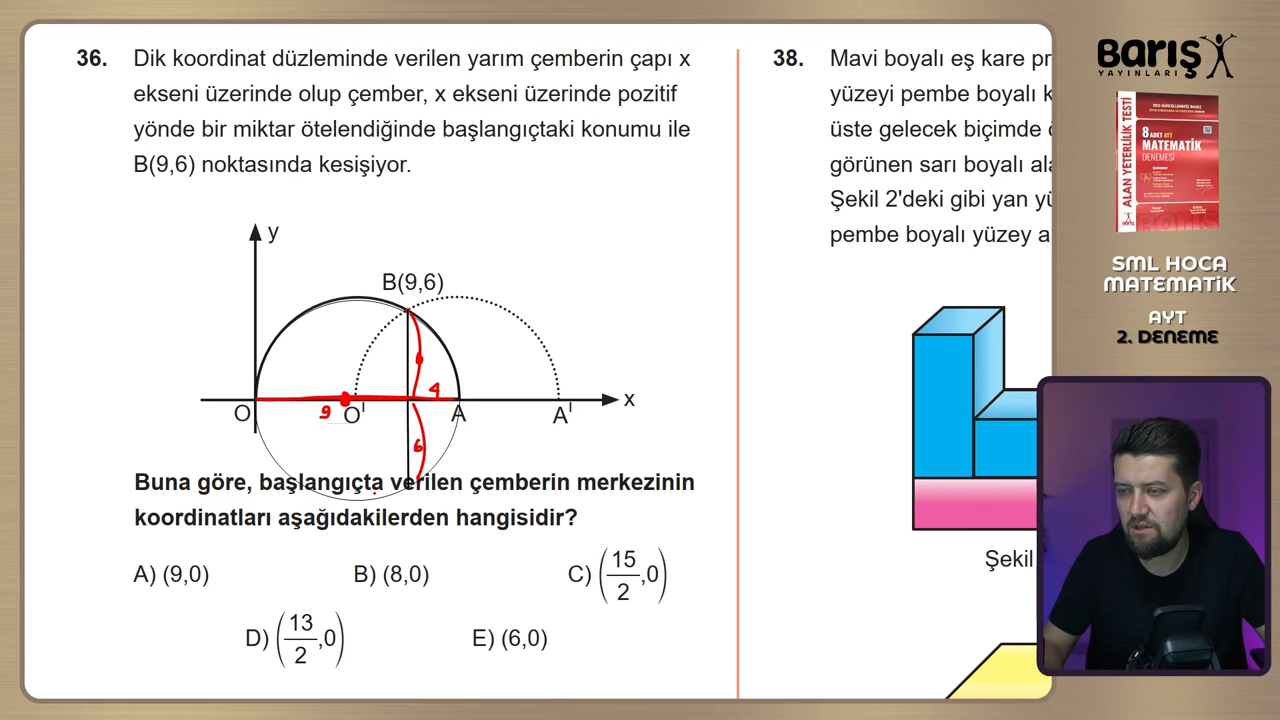 36. Dik koordinat düzleminde verilen yarım çemberin çapı x
ekseni üzerinde olup çember, x ekseni üzerinde pozitif
yönde bir miktar ötelendiğinde başlangıçtaki konumu ile
B(9,6) noktasında kesişiyor.
y
B(9,6)
6
4
x
O
9
O'
A
A'
6
Buna göre, başlangıçta verilen çemberin merkezinin
koordinatları aşağıdakilerden hangisidir?
A) (9,0) B) (8,0) C) (15/2,0)
D) (13/2,0) E) (6,0)
38. Mavi boyalı eş kare pr
yüzeyi pembe boyalı k
üste gelecek biçimde
görünen sarı boyalı ala
Şekil 2'deki gibi yan yü
pembe boyalı yüzey a
Şekil
Barış
YAYINLARI
ALAN YETERLİLİK TESTİ
8 ADET AYT
MATEMATİK
DENEMESİ
SML HOCA
MATEMATİK
AYT
2. DENEME